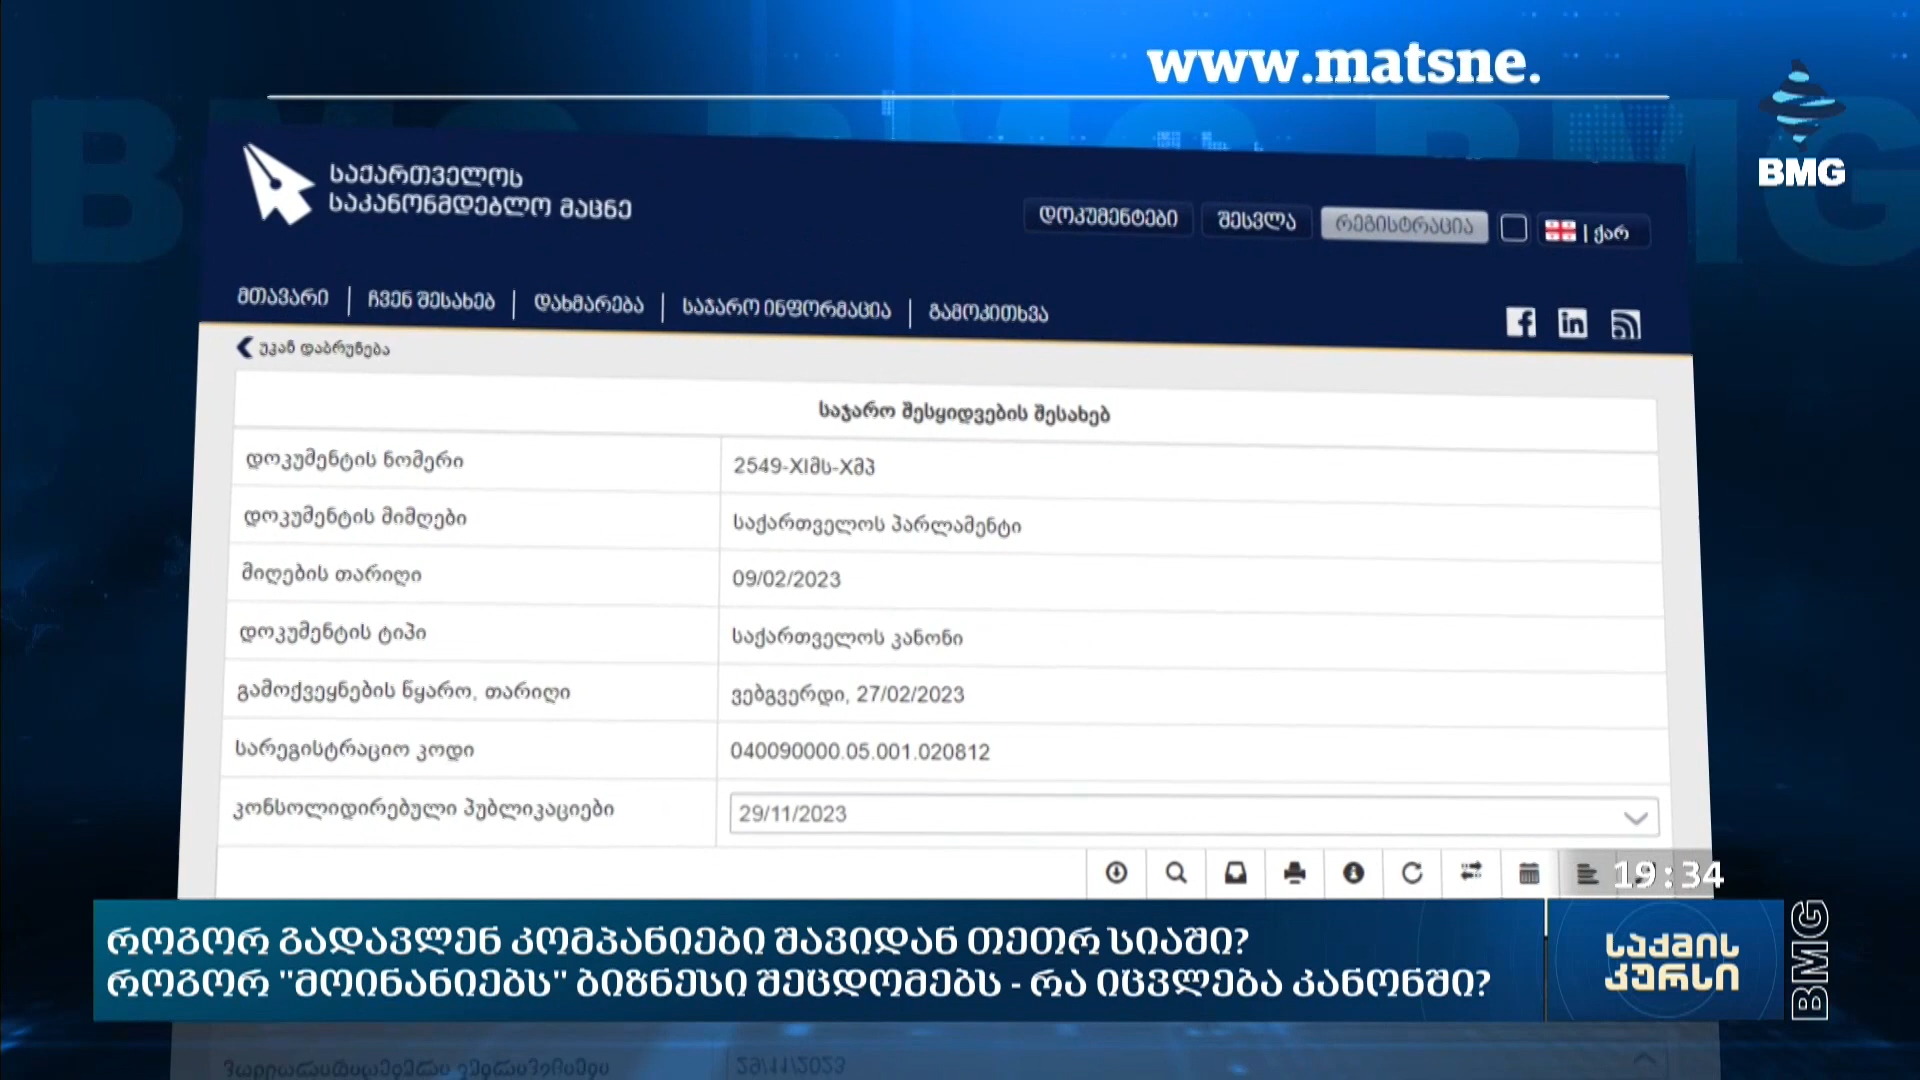 www.matsne.
BMG
საქართველოს
საკანონმდებლო მაცნე
დოკუმენტები
შესვლა
რეგისტრაცია
| ქარ
მთავარი | ჩვენ შესახებ | დახმარება | საჯარო ინფორმაცია | გამოკითხვა
უკან დაბრუნება
საჯარო შესყიდვების შესახებ
დოკუმენტის ნომერი 2549-XIმს-Xმპ
დოკუმენტის მიმღები საქართველოს პარლამენტი
მიღების თარიღი 09/02/2023
დოკუმენტის ტიპი საქართველოს კანონი
გამოქვეყნების წყარო, თარიღი ვებგვერდი, 27/02/2023
სარეგისტრაციო კოდი 040090000.05.001.020812
კონსოლიდირებული პუბლიკაციები 29/11/2023
19:34
როგორ გადავლენ კომპანიები შავიდან თეთრ სიაში?
როგორ "მოინანიებს" ბიზნესი შეცდომებს - რა იცვლება კანონში?
საქმის
კურსი
BMG